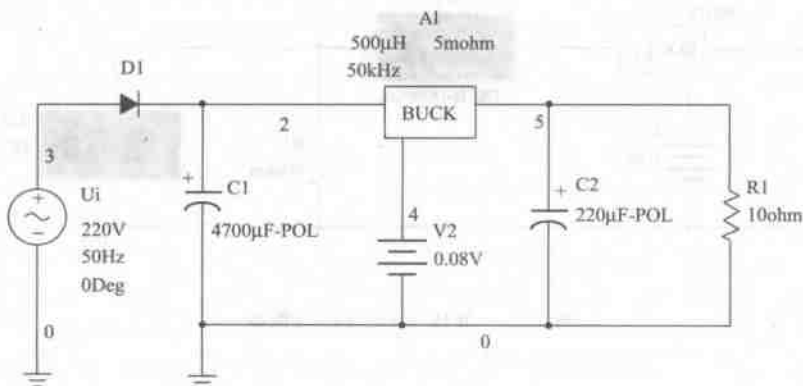 A1
500μH 5mohm
50kHz
D1
BUCK
2
5
3
Ui
220V
50Hz
0Deg
C1
4700μF-POL
4
V2
0.08V
C2
220μF-POL
R1
10ohm
0
0